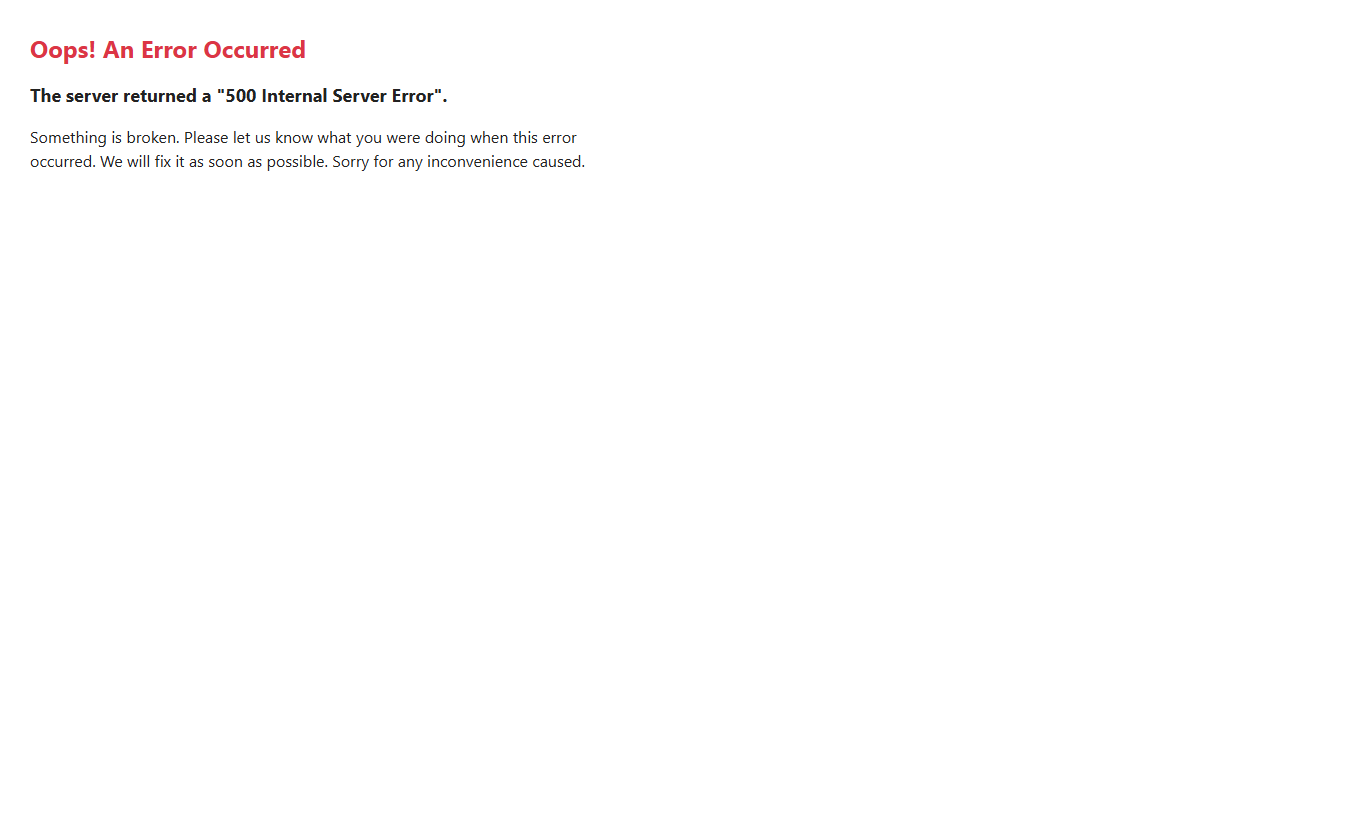 Oops! An Error Occurred
The server returned a "500 Internal Server Error".
Something is broken. Please let us know what you were doing when this error
occurred. We will fix it as soon as possible. Sorry for any inconvenience caused.